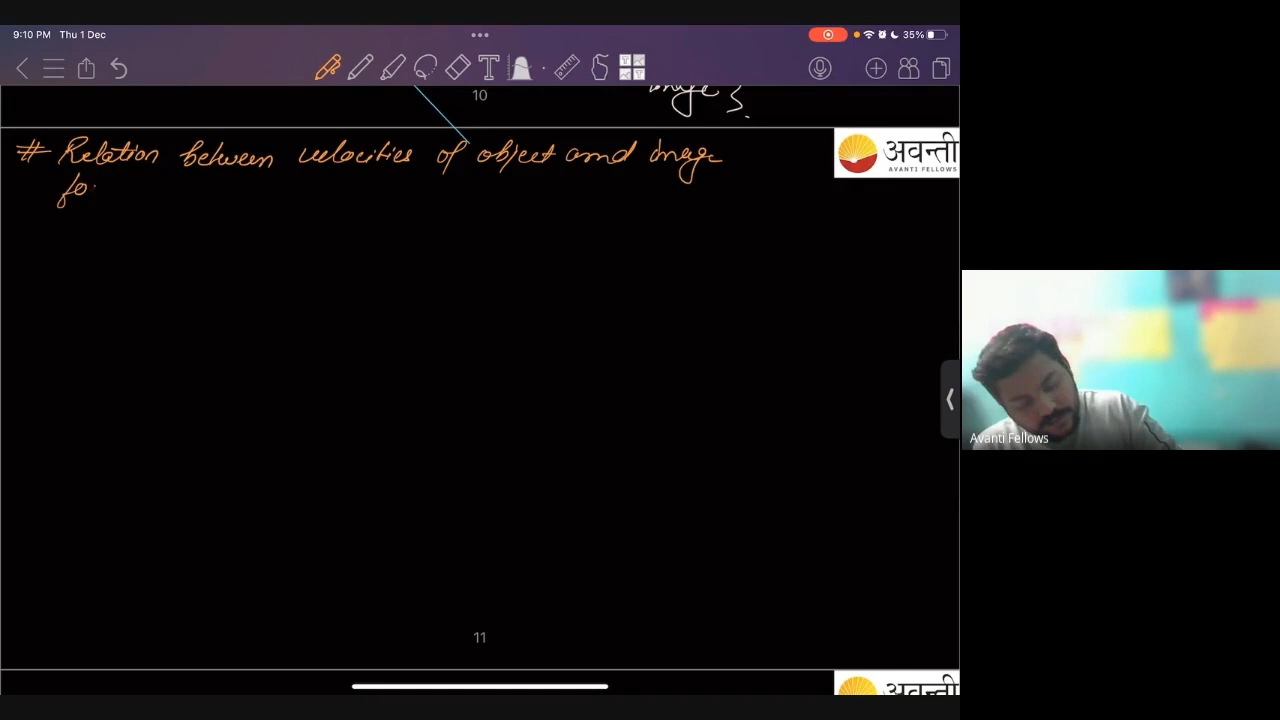 9:10 PM Thu 1 Dec
35%
10
image }
# Relation between velocities of object and image
fo
अवन्ती
AVANTI FELLOWS
Avanti Fellows
11
अवन्ती